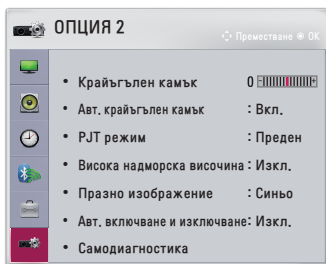 ОПЦИЯ 2
Преместване OK
• Крайъгълен камък 0 - +
• Авт. крайъгълен камък : Вкл.
• PJT режим : Преден
• Висока надморска височина : Изкл.
• Празно изображение : Синьо
• Авт. включване и изключване: Изкл.
• Самодиагностика